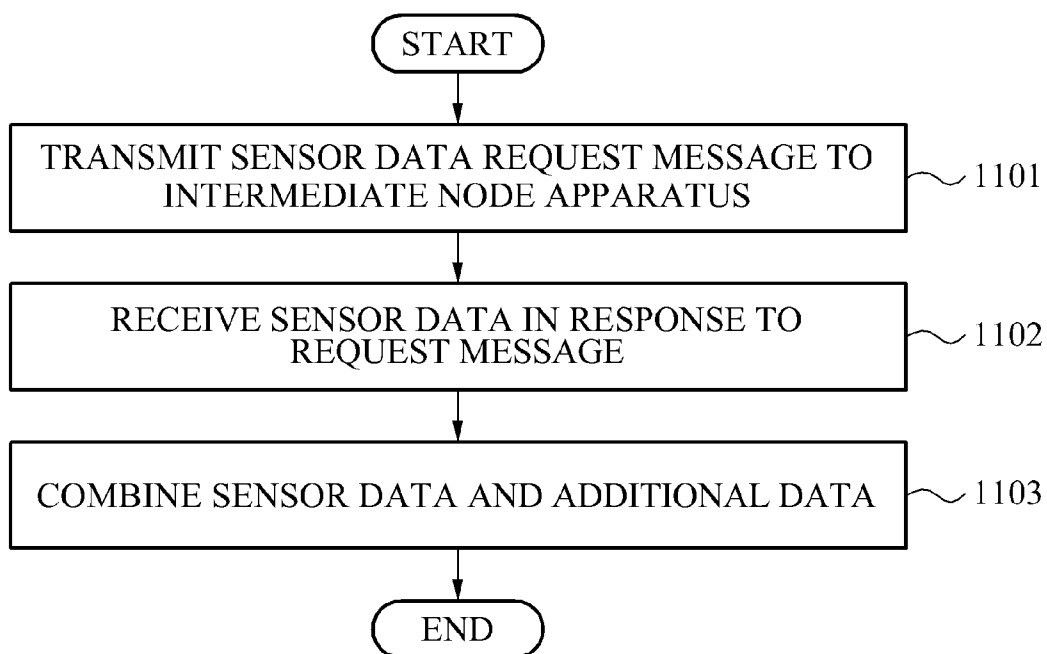 START
TRANSMIT SENSOR DATA REQUEST MESSAGE TO
INTERMEDIATE NODE APPARATUS
1101
RECEIVE SENSOR DATA IN RESPONSE TO
REQUEST MESSAGE
1102
COMBINE SENSOR DATA AND ADDITIONAL DATA
1103
END